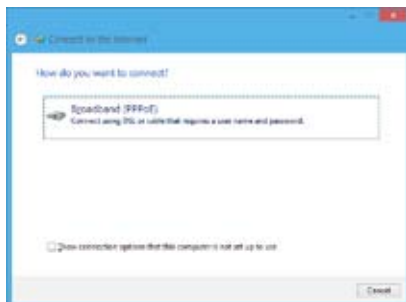 Connect to the Internet
How do you want to connect?
Broadband (PPPoE)
Connect using DSL or cable that requires a user name and password.
Show connection options that this computer is not set up to use
Cancel